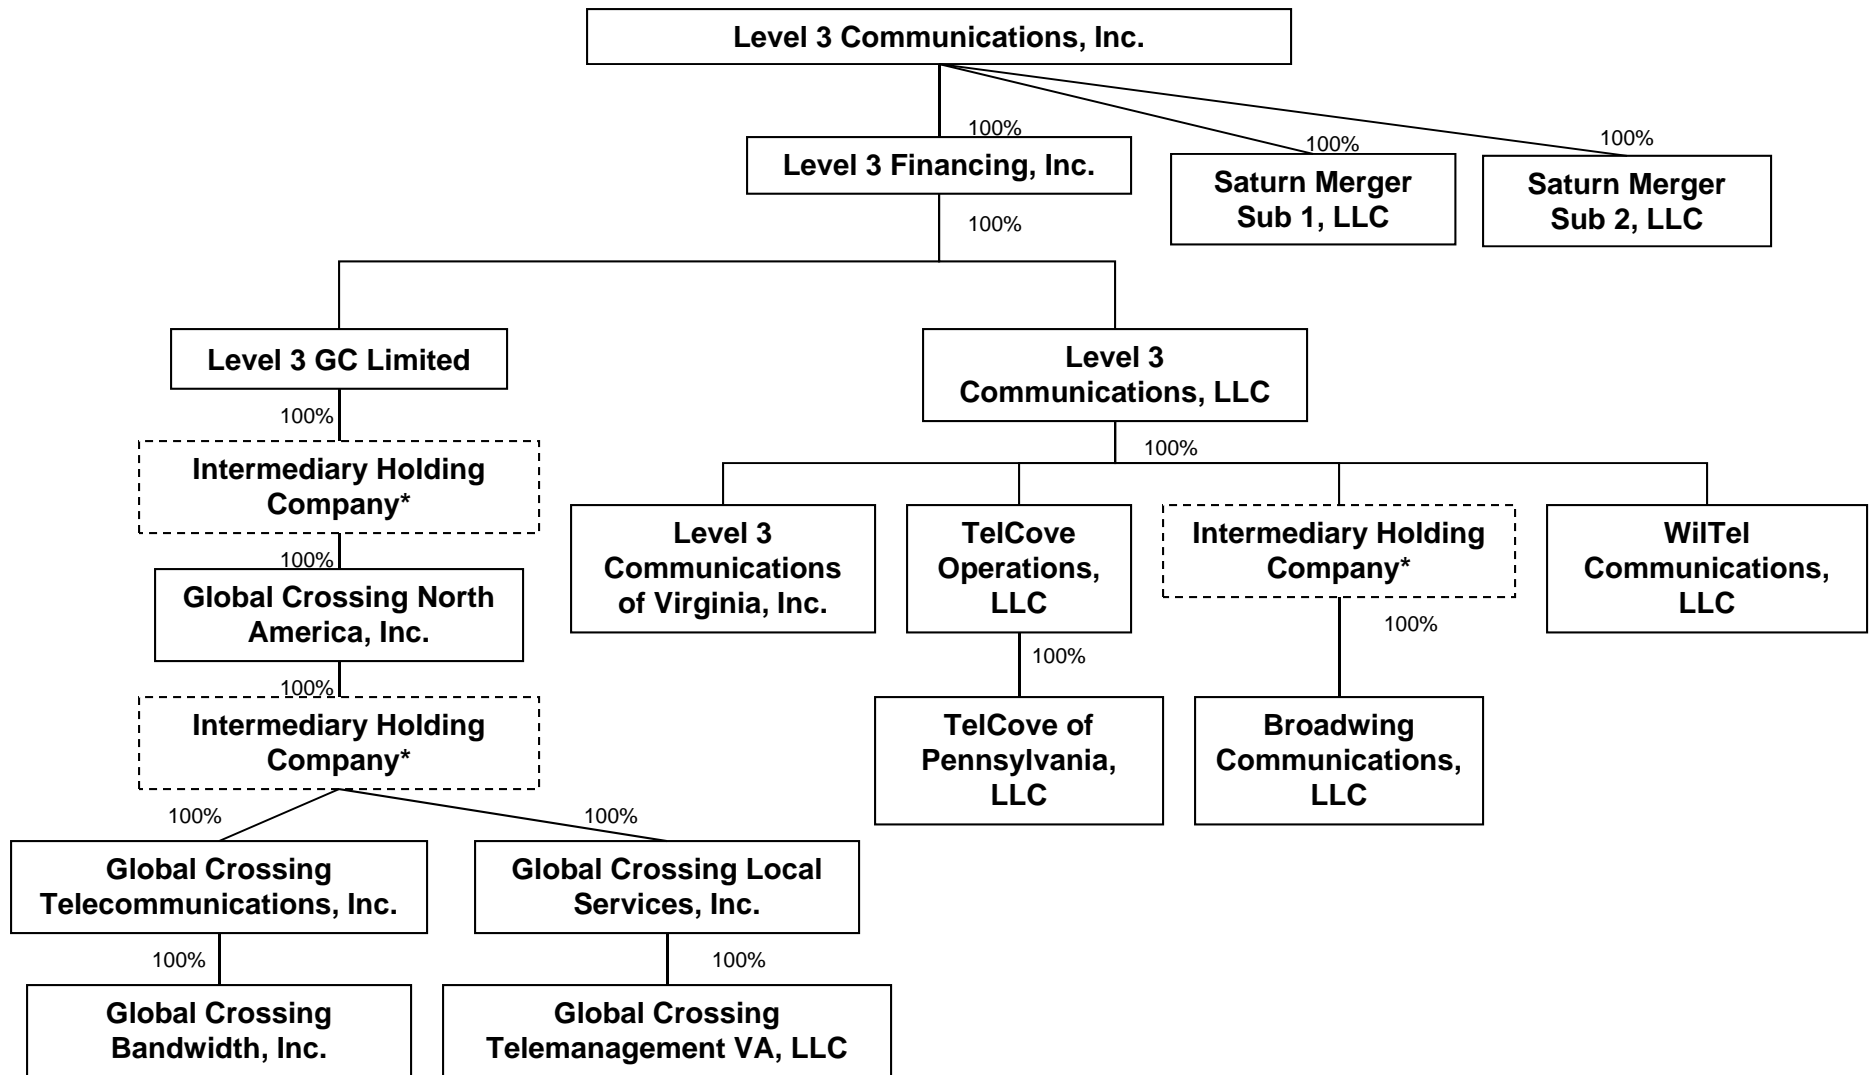 Level 3 Communications, Inc.
100%
100%
100%
Level 3 Financing, Inc.
Saturn Merger
Sub 1, LLC
Saturn Merger
Sub 2, LLC
100%
Level 3 GC Limited
Level 3
Communications, LLC
100%
100%
Intermediary Holding
Company*
Level 3
Communications
of Virginia, Inc.
TelCove
Operations,
LLC
Intermediary Holding
Company*
WilTel
Communications,
LLC
100%
Global Crossing North
America, Inc.
100%
100%
100%
Intermediary Holding
Company*
TelCove of
Pennsylvania,
LLC
Broadwing
Communications,
LLC
100%
100%
Global Crossing
Telecommunications, Inc.
Global Crossing Local
Services, Inc.
100%
100%
Global Crossing
Bandwidth, Inc.
Global Crossing
Telemanagement VA, LLC